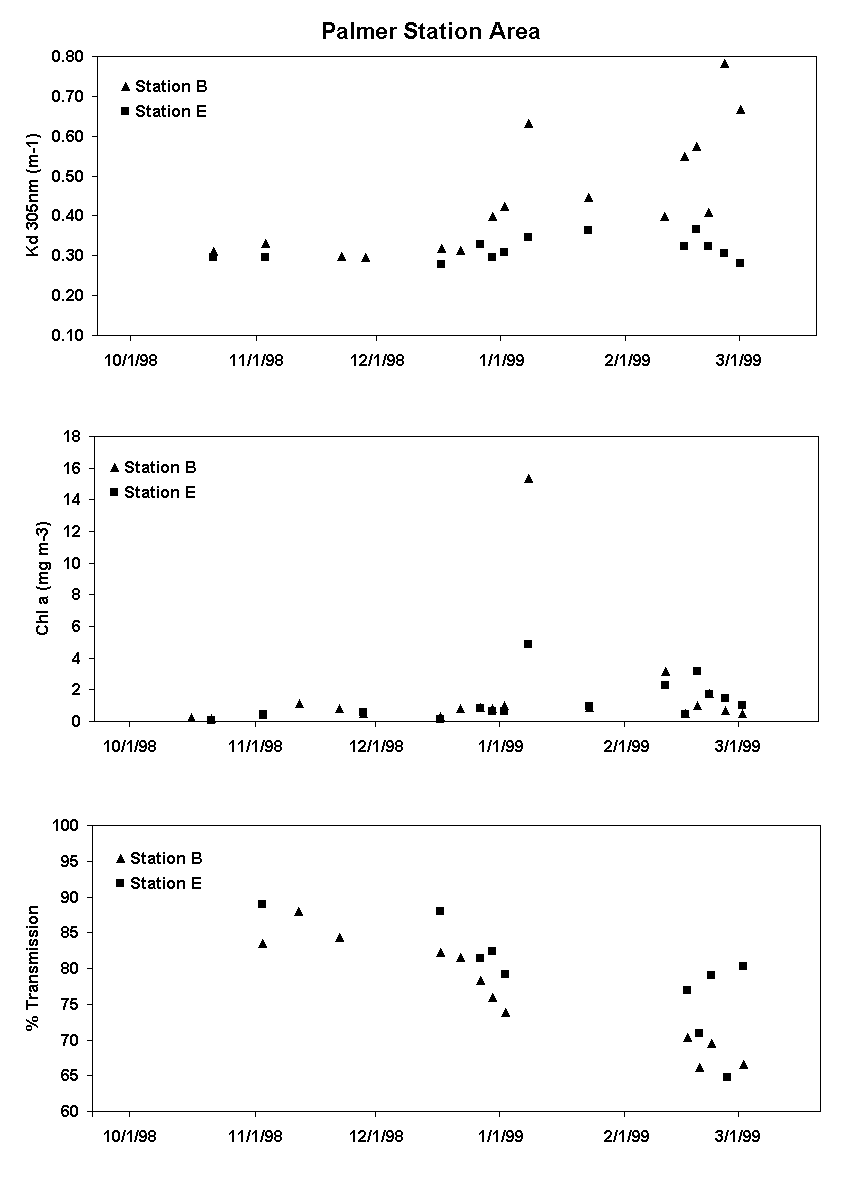 Palmer Station Area
Kd 305nm (m-1)
0.80
0.70
0.60
0.50
0.40
0.30
0.20
0.10
Station B
Station E
10/1/98 11/1/98 12/1/98 1/1/99 2/1/99 3/1/99
Chl a (mg m-3)
18
16
14
12
10
8
6
4
2
0
Station B
Station E
10/1/98 11/1/98 12/1/98 1/1/99 2/1/99 3/1/99
% Transmission
100
95
90
85
80
75
70
65
60
Station B
Station E
10/1/98 11/1/98 12/1/98 1/1/99 2/1/99 3/1/99